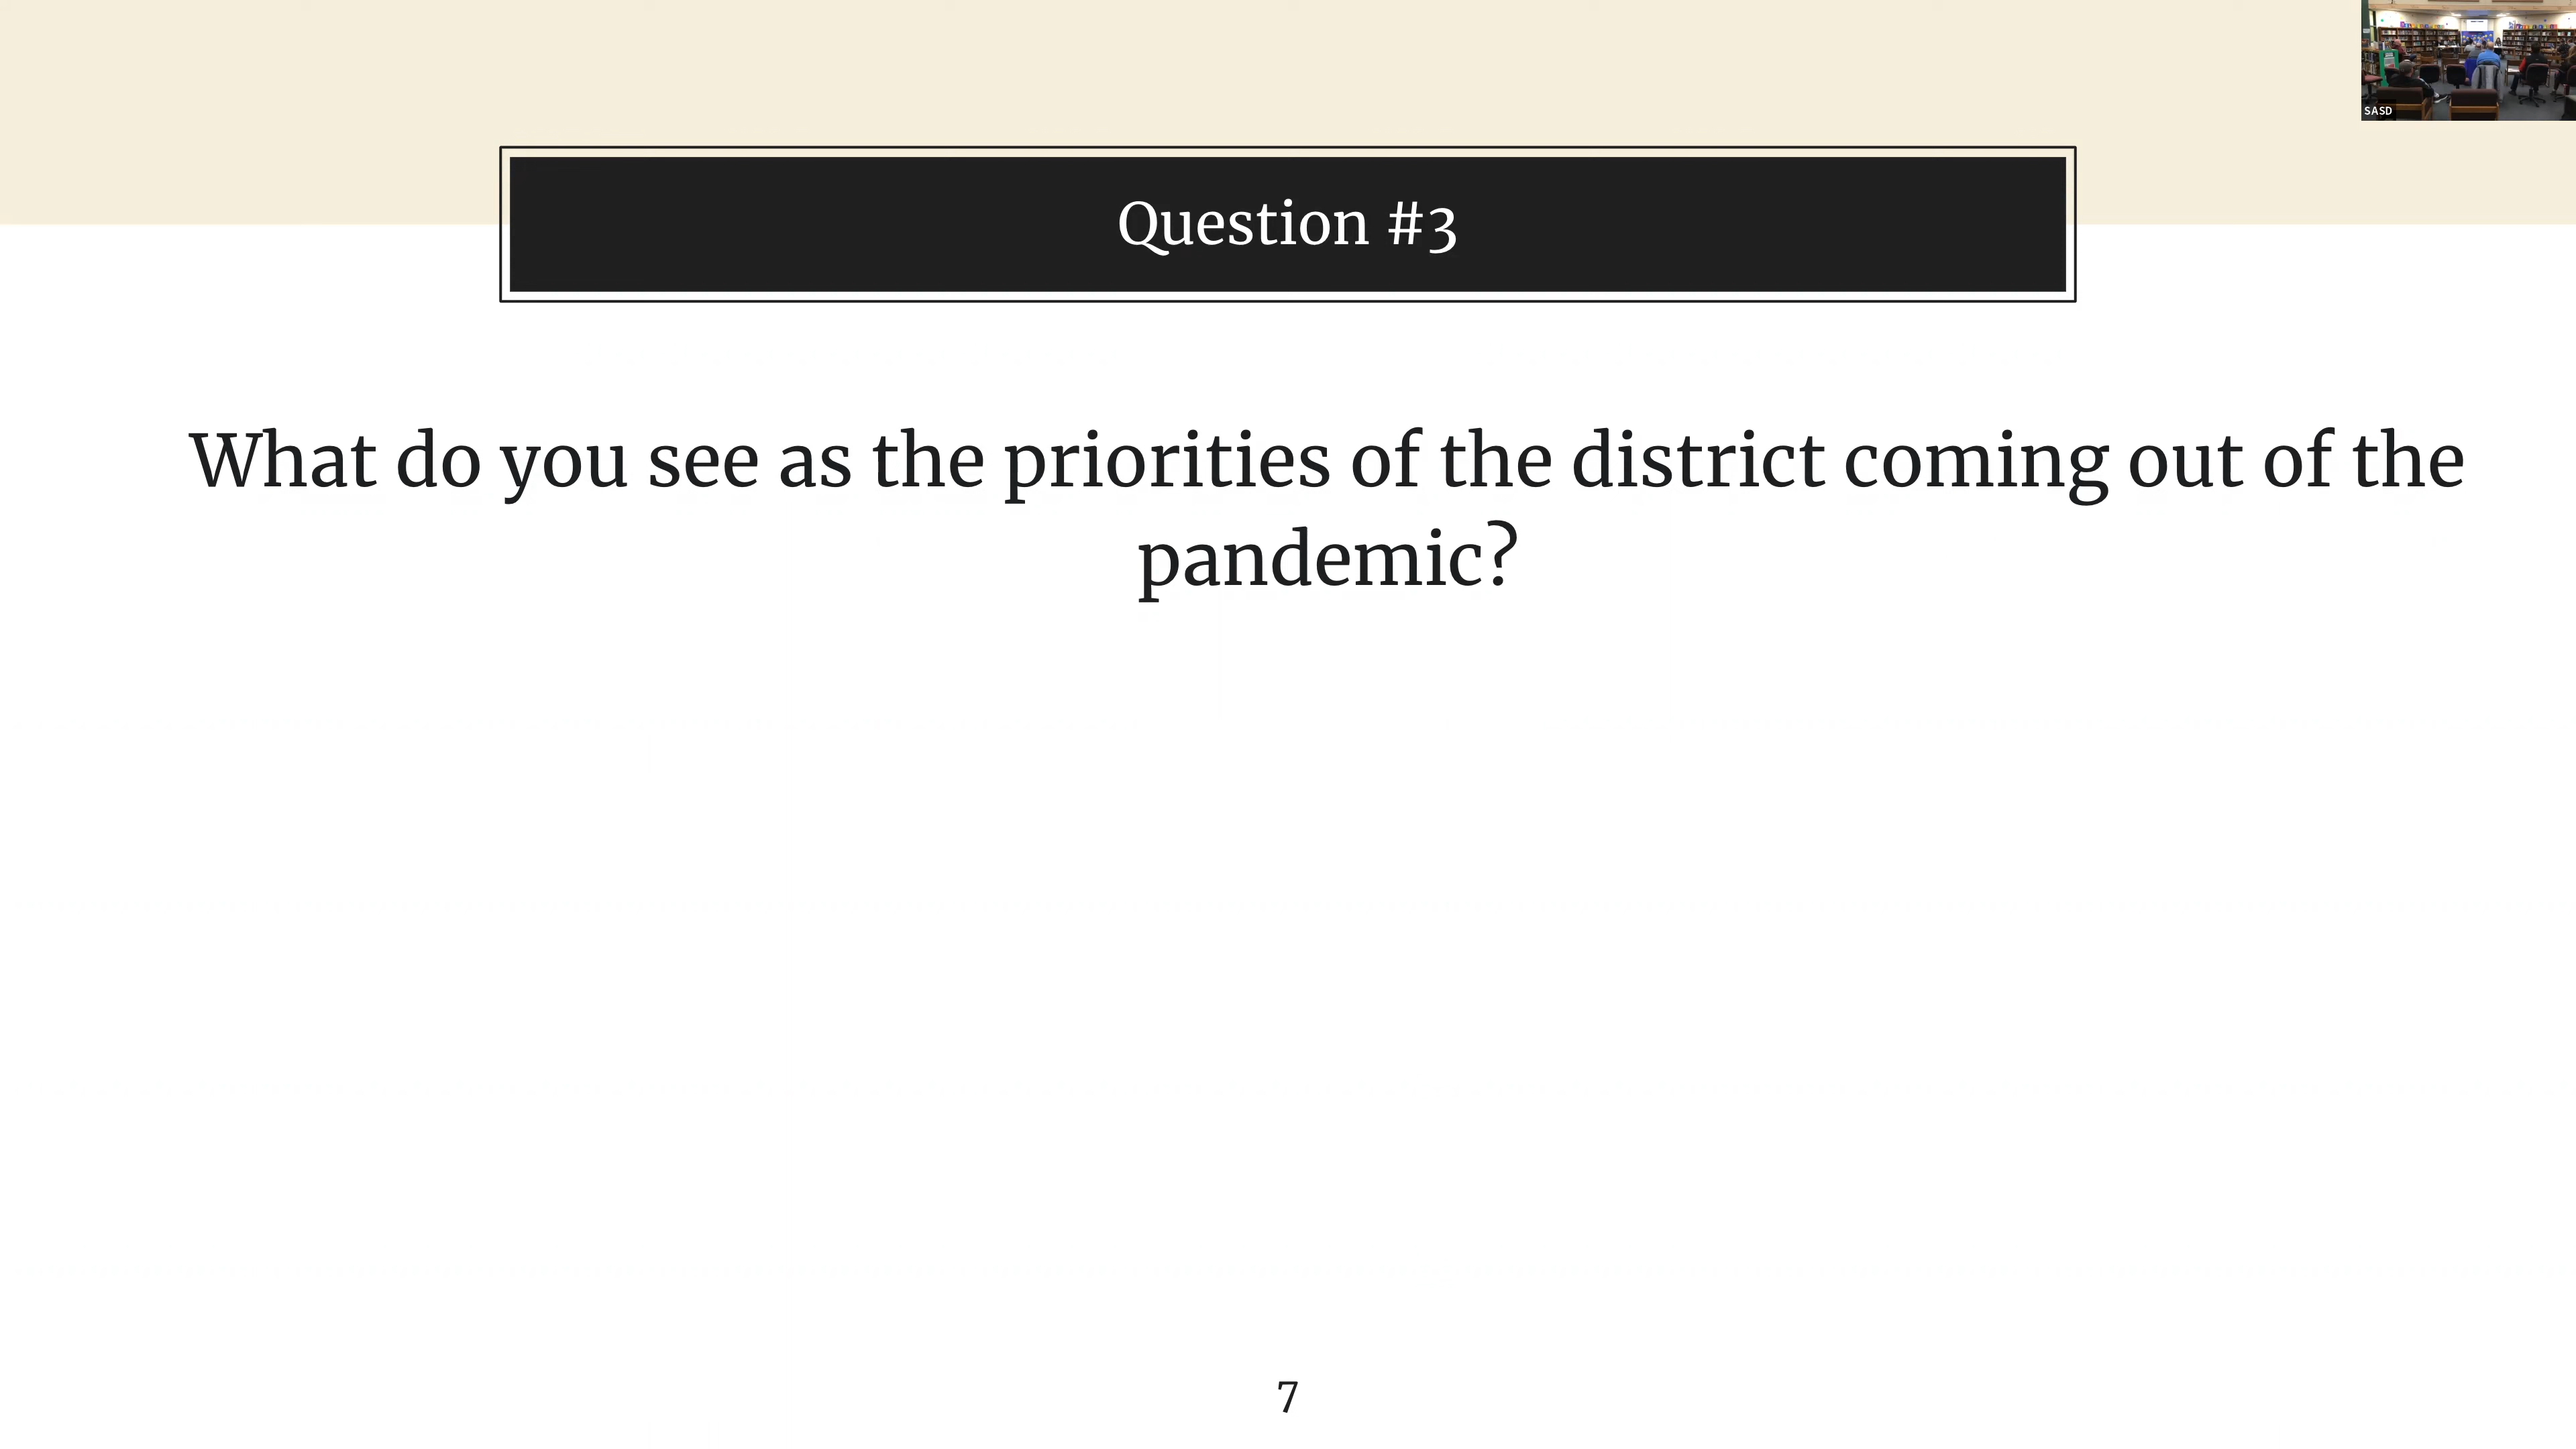 SASD
Question #3
What do you see as the priorities of the district coming out of the
pandemic?
7